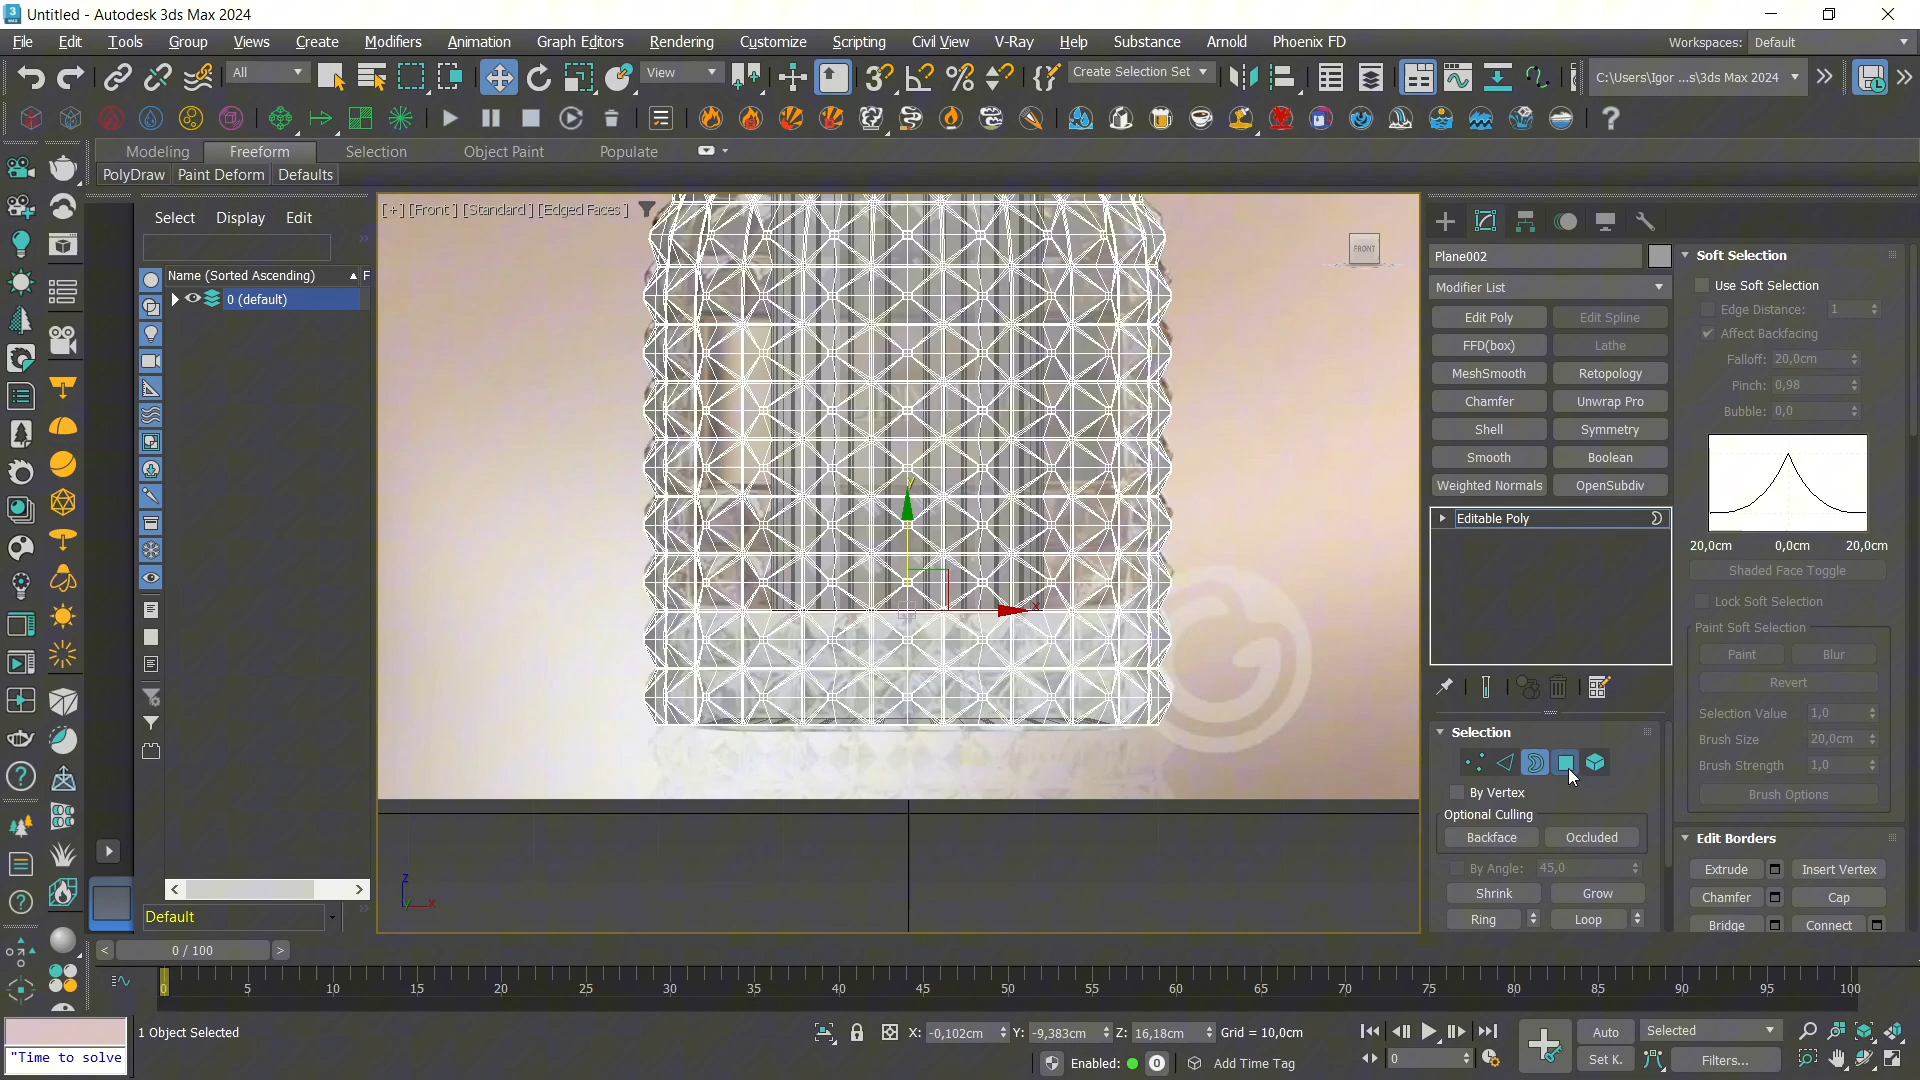 Untitled - Autodesk 3ds Max 2024
File Edit Tools Group Views Create Modifiers Animation Graph Editors Rendering Customize Scripting Civil View V-Ray Help Substance Arnold Phoenix FD Workspaces: Default
All View Create Selection Set C:\Users\Igor ...s\3ds Max 2024
Modeling Freeform Selection Object Paint Populate
PolyDraw Paint Deform Defaults
Select Display Edit
Name (Sorted Ascending) F
0 (default)
Default
0 / 100
[ + ] [Front ] [Standard ] [Edged Faces ]
FRONT
Plane002
Modifier List
Edit Poly Edit Spline
FFD(box) Lathe
MeshSmooth Retopology
Chamfer Unwrap Pro
Shell Symmetry
Smooth Boolean
Weighted Normals OpenSubdiv
Editable Poly
Selection
By Vertex
Optional Culling
Backface Occluded
By Angle: 45,0
Shrink Grow
Ring Loop
Soft Selection
Use Soft Selection
Edge Distance: 1
Affect Backfacing
Falloff: 20,0cm
Pinch: 0,98
Bubble: 0,0
20,0cm 0,0cm 20,0cm
Shaded Face Toggle
Lock Soft Selection
Paint Soft Selection
Paint Blur
Revert
Selection Value 1,0
Brush Size 20,0cm
Brush Strength 1,0
Brush Options
Edit Borders
Extrude Insert Vertex
Chamfer Cap
Bridge Connect
z
x
y
x
0 5 10 15 20 25 30 35 40 45 50 55 60 65 70 75 80 85 90 95 100
1 Object Selected
X: -0,102cm Y: -9,383cm Z: 16,18cm Grid = 10,0cm
Auto Selected
"Time to solve
Enabled: 0 Add Time Tag
0
Set K. Filters...